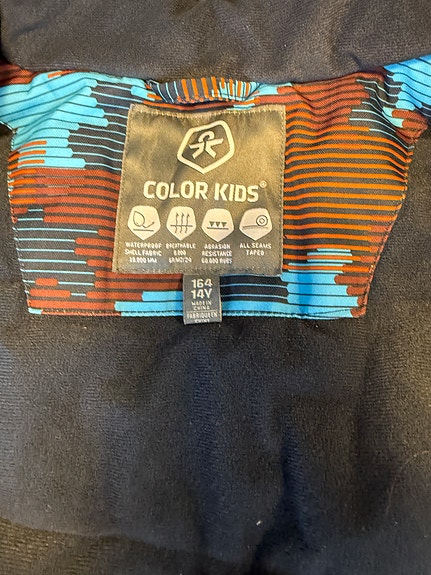 COLOR KIDS®
WATERPROOF BREATHABLE ABRASION ALL SEAMS
SHELL FABRIC 8.000 RESISTANCE TAPED
10.000 MM GR/M2/24 60.000 RUBS
164
14Y
MADE IN
CHINA
FABRIQUE EN
CHINE